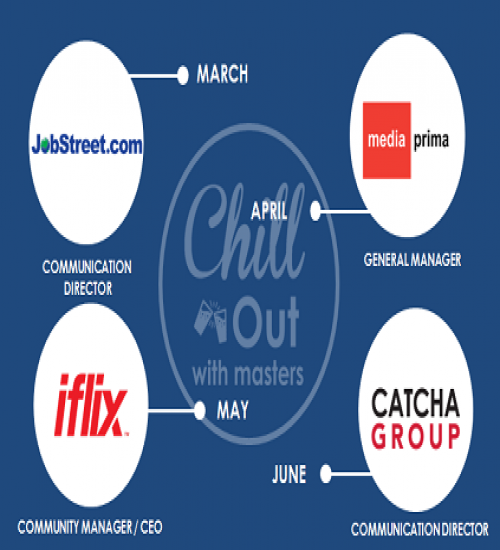 MARCH
JobStreet.com
COMMUNICATION
DIRECTOR
media prima
GENERAL MANAGER
APRIL
Chill
Out
with masters
iflix
MAY
COMMUNITY MANAGER / CEO
CATCHA
GROUP
JUNE
COMMUNICATION DIRECTOR